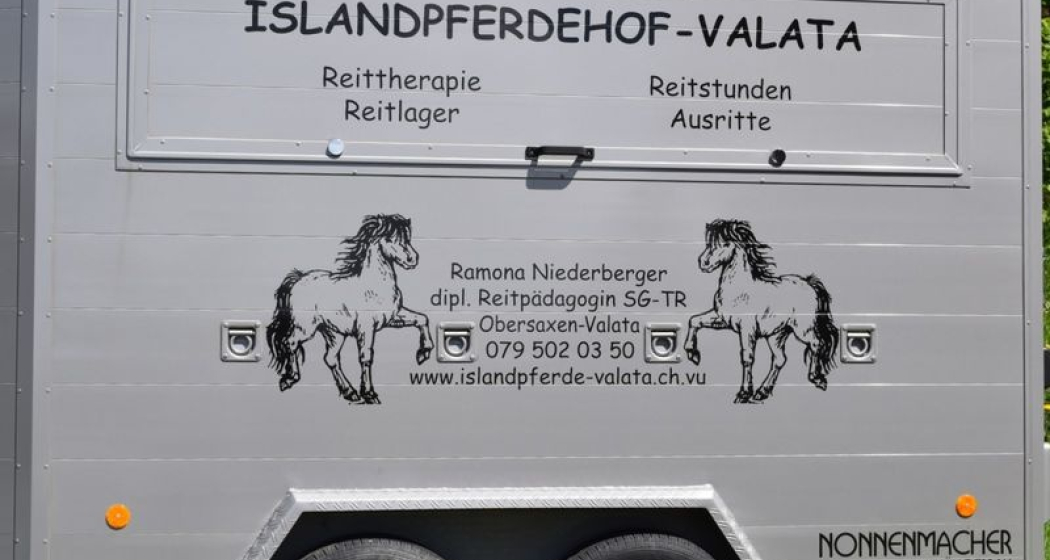 ISLANDPFERDEHOF-VALATA
Reittherapie
Reitlager
Reitstunden
Ausritte
Ramona Niederberger
dipl. Reitpädagogin SG-TR
Obersaxen-Valata
079 502 03 50
www.islandpferde-valata.ch.vu
NONNENMACHER